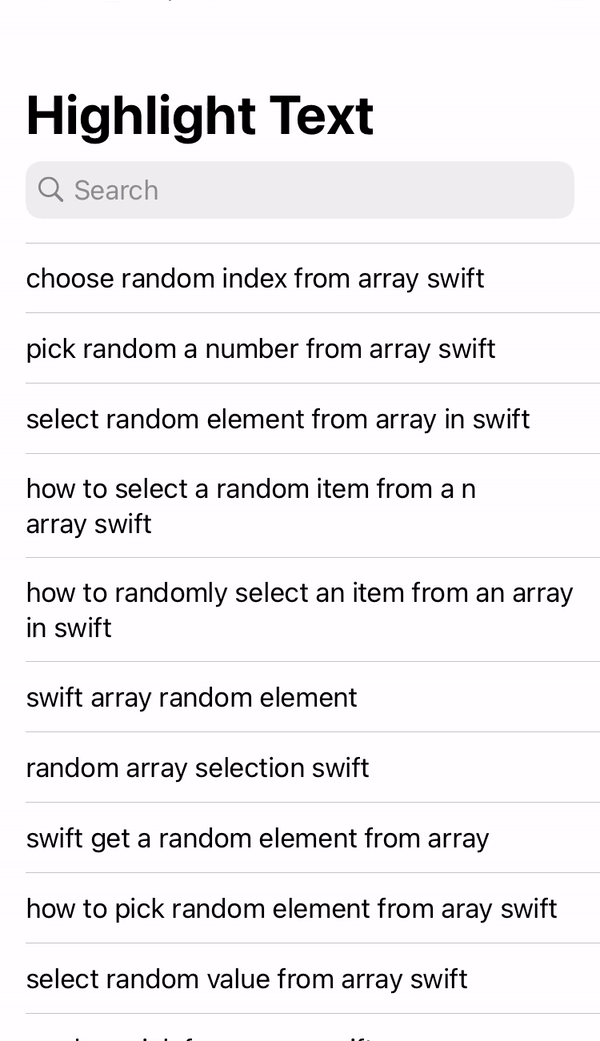 Highlight Text
Search
choose random index from array swift
pick random a number from array swift
select random element from array in swift
how to select a random item from a n
array swift
how to randomly select an item from an array
in swift
swift array random element
random array selection swift
swift get a random element from array
how to pick random element from aray swift
select random value from array swift